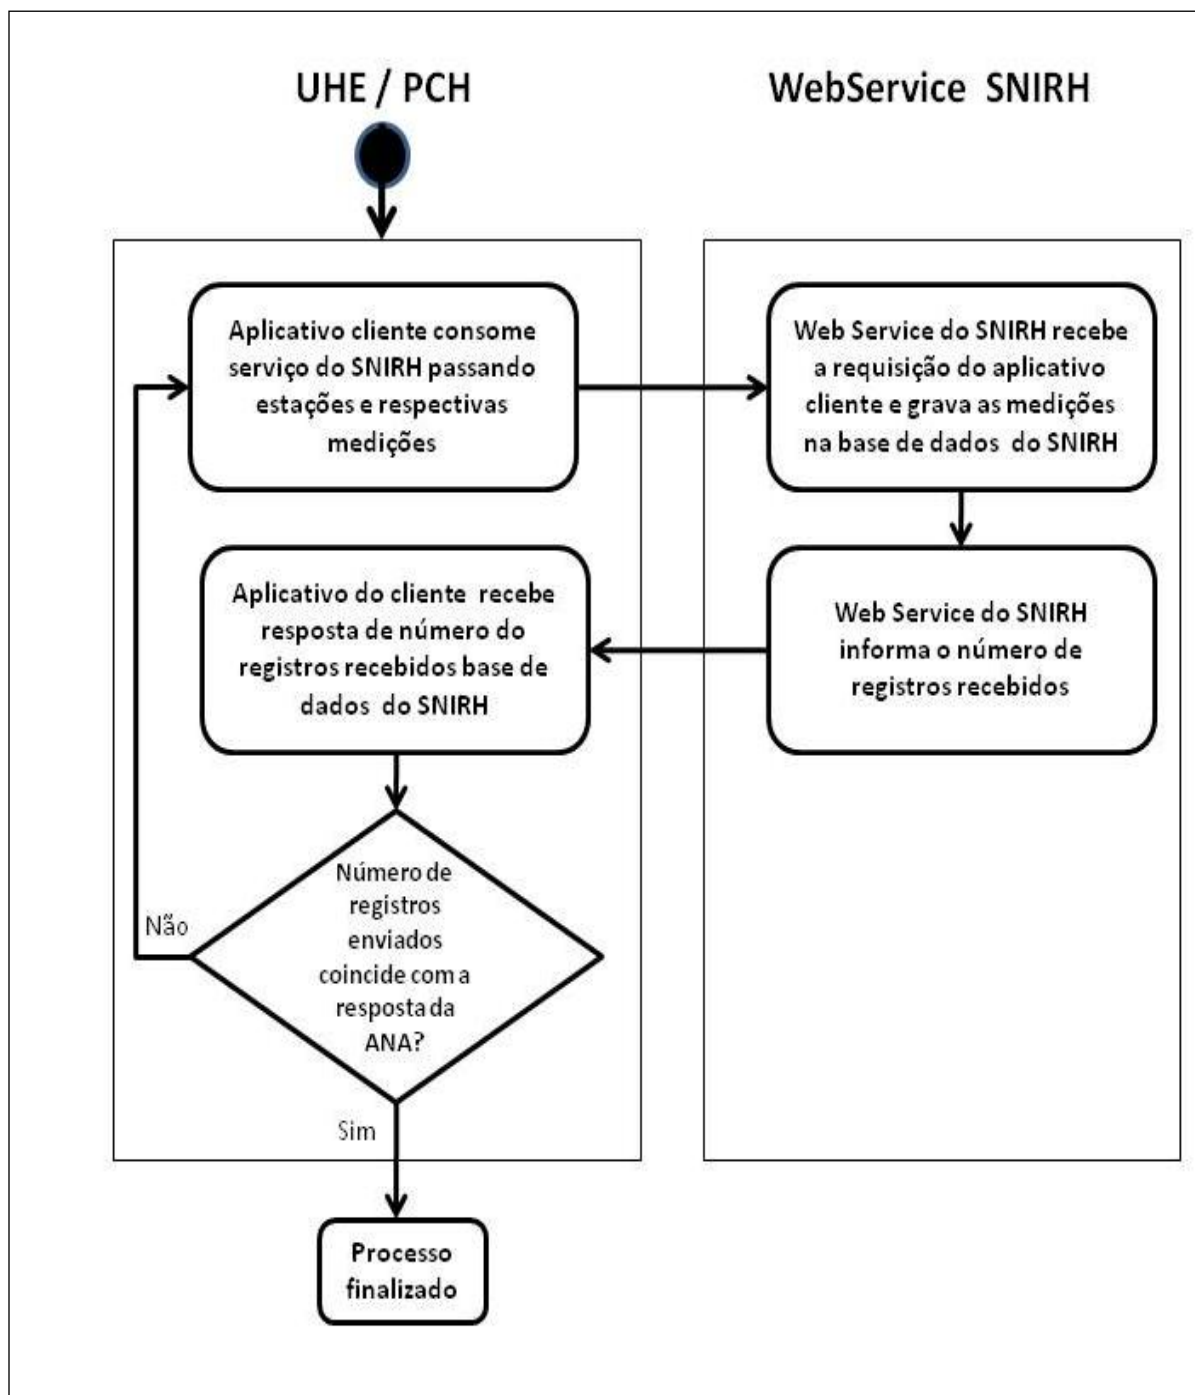 UHE / PCH
WebService SNIRH
Aplicativo cliente consome
serviço do SNIRH passando
estações e respectivas
medições
Web Service do SNIRH recebe
a requisição do aplicativo
cliente e grava as medições
na base de dados do SNIRH
Aplicativo do cliente recebe
resposta de número do
registros recebidos base de
dados do SNIRH
Web Service do SNIRH
informa o número de
registros recebidos
Número de
registros
enviados
coincide com a
resposta da
ANA?
Não
Sim
Processo
finalizado